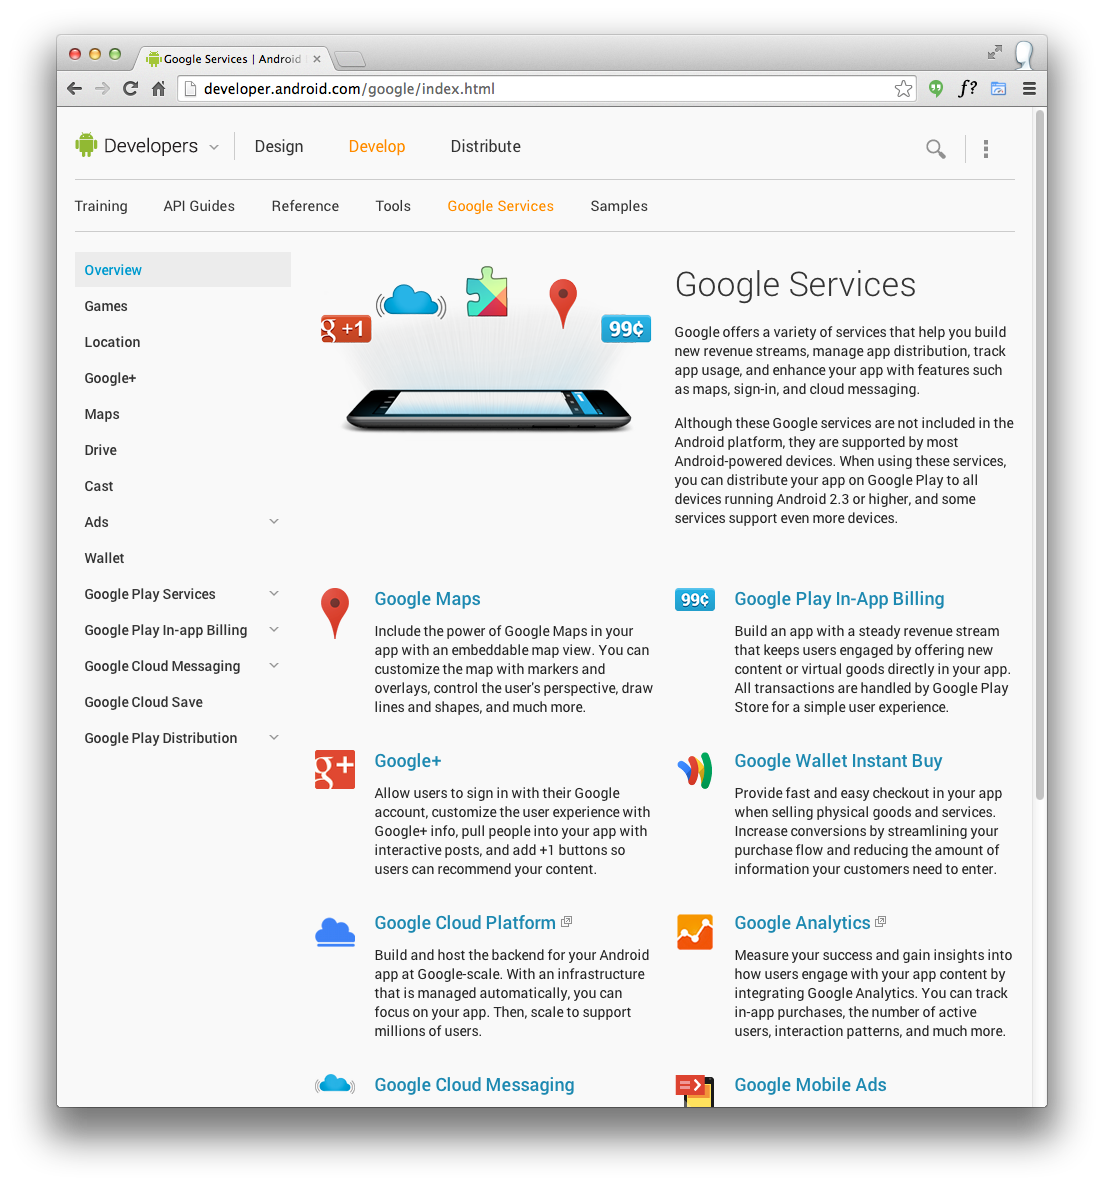 Google Services | Android
developer.android.com/google/index.html
f?
Developers
Design
Develop
Distribute
Training
API Guides
Reference
Tools
Google Services
Samples
Overview
Games
Location
Google+
Maps
Drive
Cast
Ads
Wallet
Google Play Services
Google Play In-app Billing
Google Cloud Messaging
Google Cloud Save
Google Play Distribution
g +1
99¢
Google Services
Google offers a variety of services that help you build
new revenue streams, manage app distribution, track
app usage, and enhance your app with features such
as maps, sign-in, and cloud messaging.
Although these Google services are not included in the
Android platform, they are supported by most
Android-powered devices. When using these services,
you can distribute your app on Google Play to all
devices running Android 2.3 or higher, and some
services support even more devices.
Google Maps
Include the power of Google Maps in your
app with an embeddable map view. You can
customize the map with markers and
overlays, control the user's perspective, draw
lines and shapes, and much more.
99¢
Google Play In-App Billing
Build an app with a steady revenue stream
that keeps users engaged by offering new
content or virtual goods directly in your app.
All transactions are handled by Google Play
Store for a simple user experience.
g+
Google+
Allow users to sign in with their Google
account, customize the user experience with
Google+ info, pull people into your app with
interactive posts, and add +1 buttons so
users can recommend your content.
Google Wallet Instant Buy
Provide fast and easy checkout in your app
when selling physical goods and services.
Increase conversions by streamlining your
purchase flow and reducing the amount of
information your customers need to enter.
Google Cloud Platform
Build and host the backend for your Android
app at Google-scale. With an infrastructure
that is managed automatically, you can
focus on your app. Then, scale to support
millions of users.
Google Analytics
Measure your success and gain insights into
how users engage with your app content by
integrating Google Analytics. You can track
in-app purchases, the number of active
users, interaction patterns, and much more.
Google Cloud Messaging
Google Mobile Ads